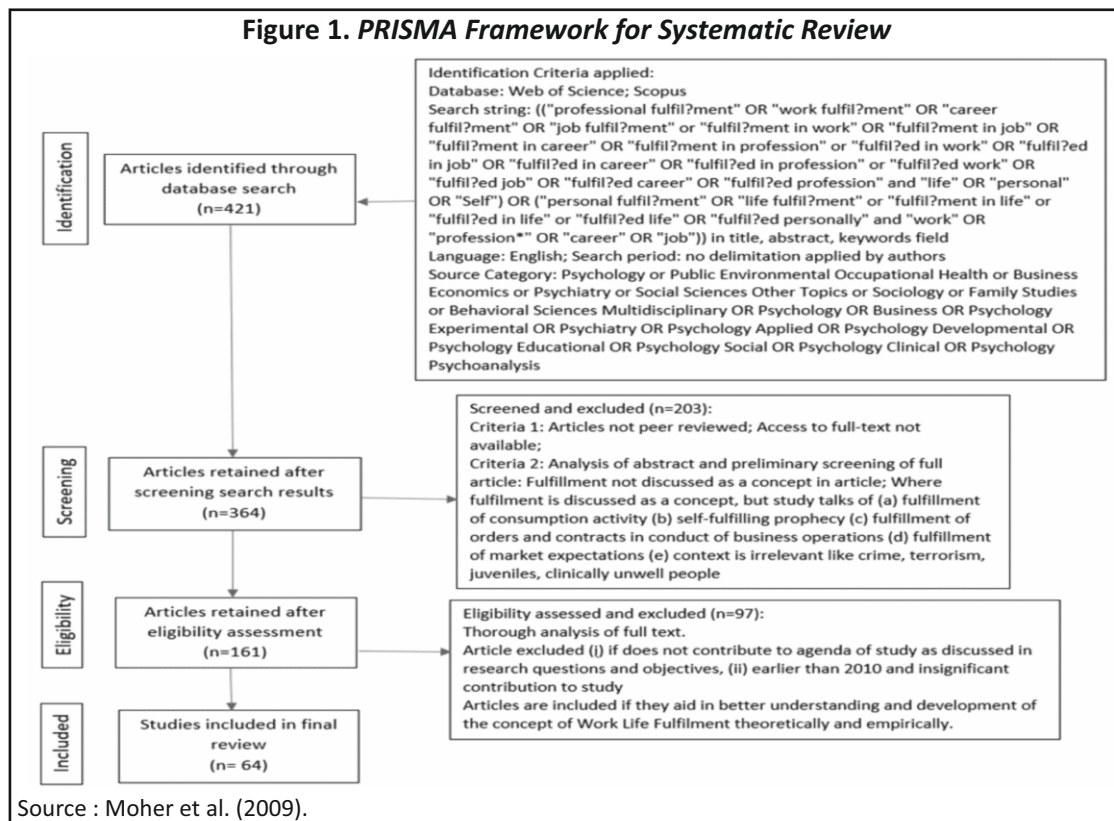 Figure 1. PRISMA Framework for Systematic Review
Identification
Articles identified through
database search
(n=421)
Identification Criteria applied:
Database: Web of Science; Scopus
Search string: (("professional fulfil?ment" OR "work fulfil?ment" OR "career
fulfil?ment" OR "job fulfil?ment" or "fulfil?ment in work" OR "fulfil?ment in job" OR
"fulfil?ment in career" OR "fulfil?ment in profession" or "fulfil?ed in work" OR "fulfil?ed
in job" OR "fulfil?ed in career" OR "fulfil?ed in profession" or "fulfil?ed work" OR
"fulfil?ed job" OR "fulfil?ed career" OR "fulfil?ed profession" and "life" OR "personal"
OR "Self") OR ("personal fulfil?ment" OR "life fulfil?ment" or "fulfil?ment in life" or
"fulfil?ed in life" or "fulfil?ed life" OR "fulfil?ed personally" and "work" OR
"profession*" OR "career" OR "job")) in title, abstract, keywords field
Language: English; Search period: no delimitation applied by authors
Source Category: Psychology or Public Environmental Occupational Health or Business
Economics or Psychiatry or Social Sciences Other Topics or Sociology or Family Studies
or Behavioral Sciences Multidisciplinary OR Psychology OR Business OR Psychology
Experimental OR Psychiatry OR Psychology Applied OR Psychology Developmental OR
Psychology Educational OR Psychology Social OR Psychology Clinical OR Psychology
Psychoanalysis
Screening
Articles retained after
screening search results
(n=364)
Screened and excluded (n=203):
Criteria 1: Articles not peer reviewed; Access to full-text not
available;
Criteria 2: Analysis of abstract and preliminary screening of full
article: Fulfillment not discussed as a concept in article; Where
fulfilment is discussed as a concept, but study talks of (a) fulfillment
of consumption activity (b) self-fulfilling prophecy (c) fulfillment of
orders and contracts in conduct of business operations (d) fulfillment
of market expectations (e) context is irrelevant like crime, terrorism,
juveniles, clinically unwell people
Eligibility
Articles retained after
eligibility assessment
(n=161)
Eligibility assessed and excluded (n=97):
Thorough analysis of full text.
Article excluded (i) if does not contribute to agenda of study as discussed in
research questions and objectives, (ii) earlier than 2010 and insignificant
contribution to study
Articles are included if they aid in better understanding and development of
the concept of Work Life Fulfilment theoretically and empirically.
Included
Studies included in final
review
(n= 64)
Source : Moher et al. (2009).